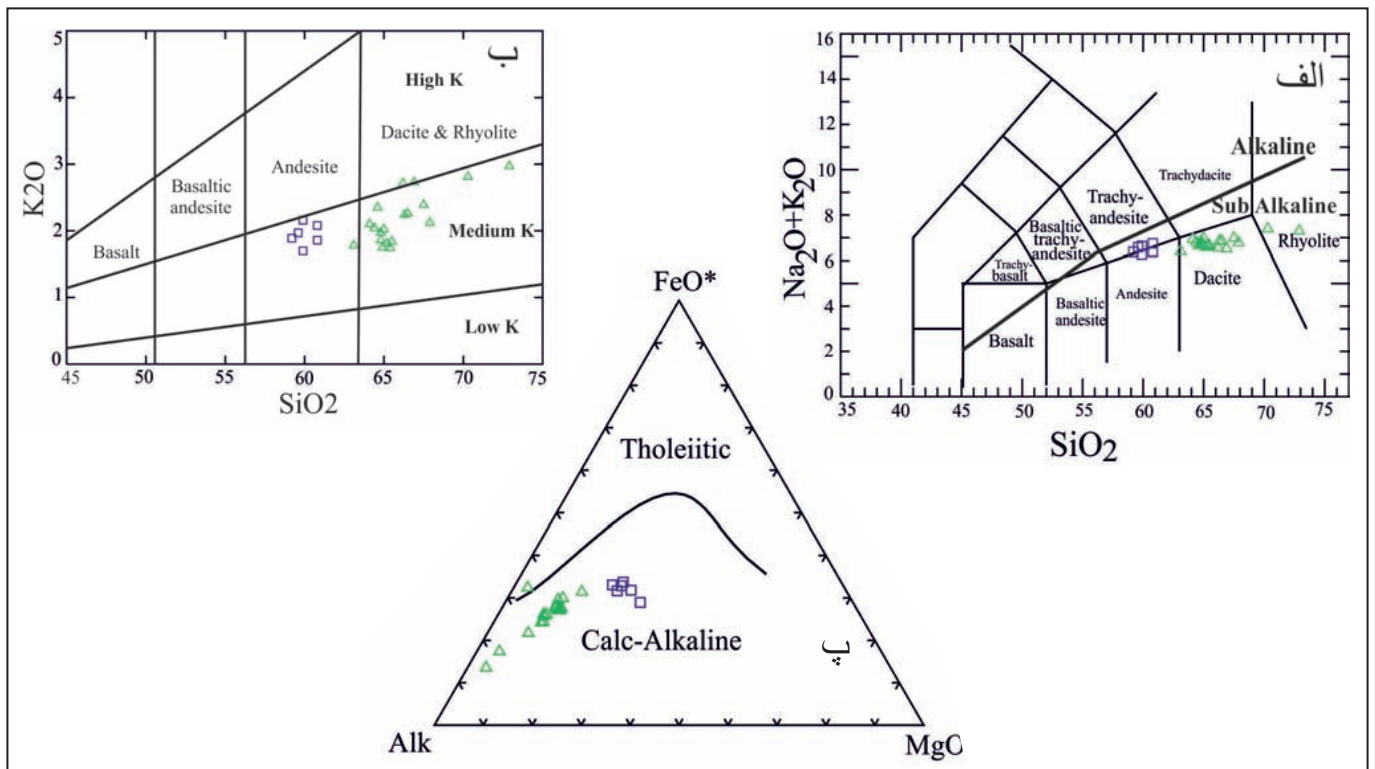 ب
5
4
3
2
1
0
K2O
High K
Dacite & Rhyolite
Andesite
Basaltic
andesite
Medium K
Basalt
Low K
45 50 55 60 65 70 75
SiO2
الف
16
14
12
10
8
6
4
2
0
Na2O+K2O
Alkaline
Trachydacite
Sub Alkaline
Trachy-
andesite
Basaltic
trachy-
andesite
Rhyolite
Trachy-
basalt
Dacite
Andesite
Basaltic
andesite
Basalt
35 40 45 50 55 60 65 70 75
SiO2
FeO*
Tholeiitic
Calc-Alkaline
پ
Alk
MgO